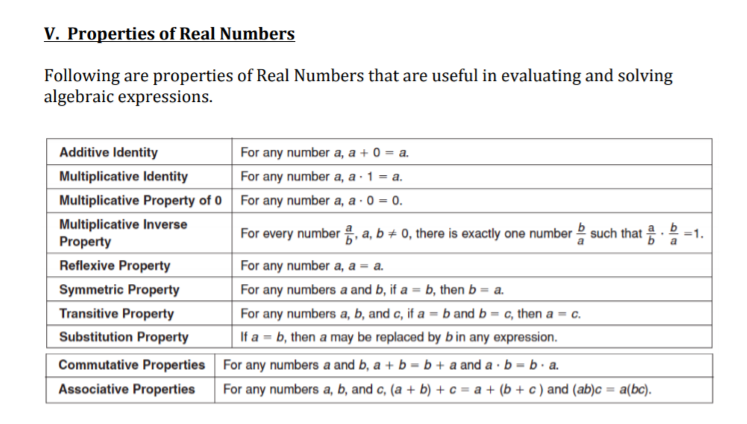 V. Properties of Real Numbers
Following are properties of Real Numbers that are useful in evaluating and solving
algebraic expressions.
Additive Identity For any number a, a + 0 = a.
Multiplicative Identity For any number a, a · 1 = a.
Multiplicative Property of 0 For any number a, a · 0 = 0.
Multiplicative Inverse
Property For every number a/b, a, b ≠ 0, there is exactly one number b/a such that a/b · b/a =1.
Reflexive Property For any number a, a = a.
Symmetric Property For any numbers a and b, if a = b, then b = a.
Transitive Property For any numbers a, b, and c, if a = b and b = c, then a = c.
Substitution Property If a = b, then a may be replaced by b in any expression.
Commutative Properties For any numbers a and b, a + b = b + a and a · b = b · a.
Associative Properties For any numbers a, b, and c, (a + b) + c = a + (b + c ) and (ab)c = a(bc).